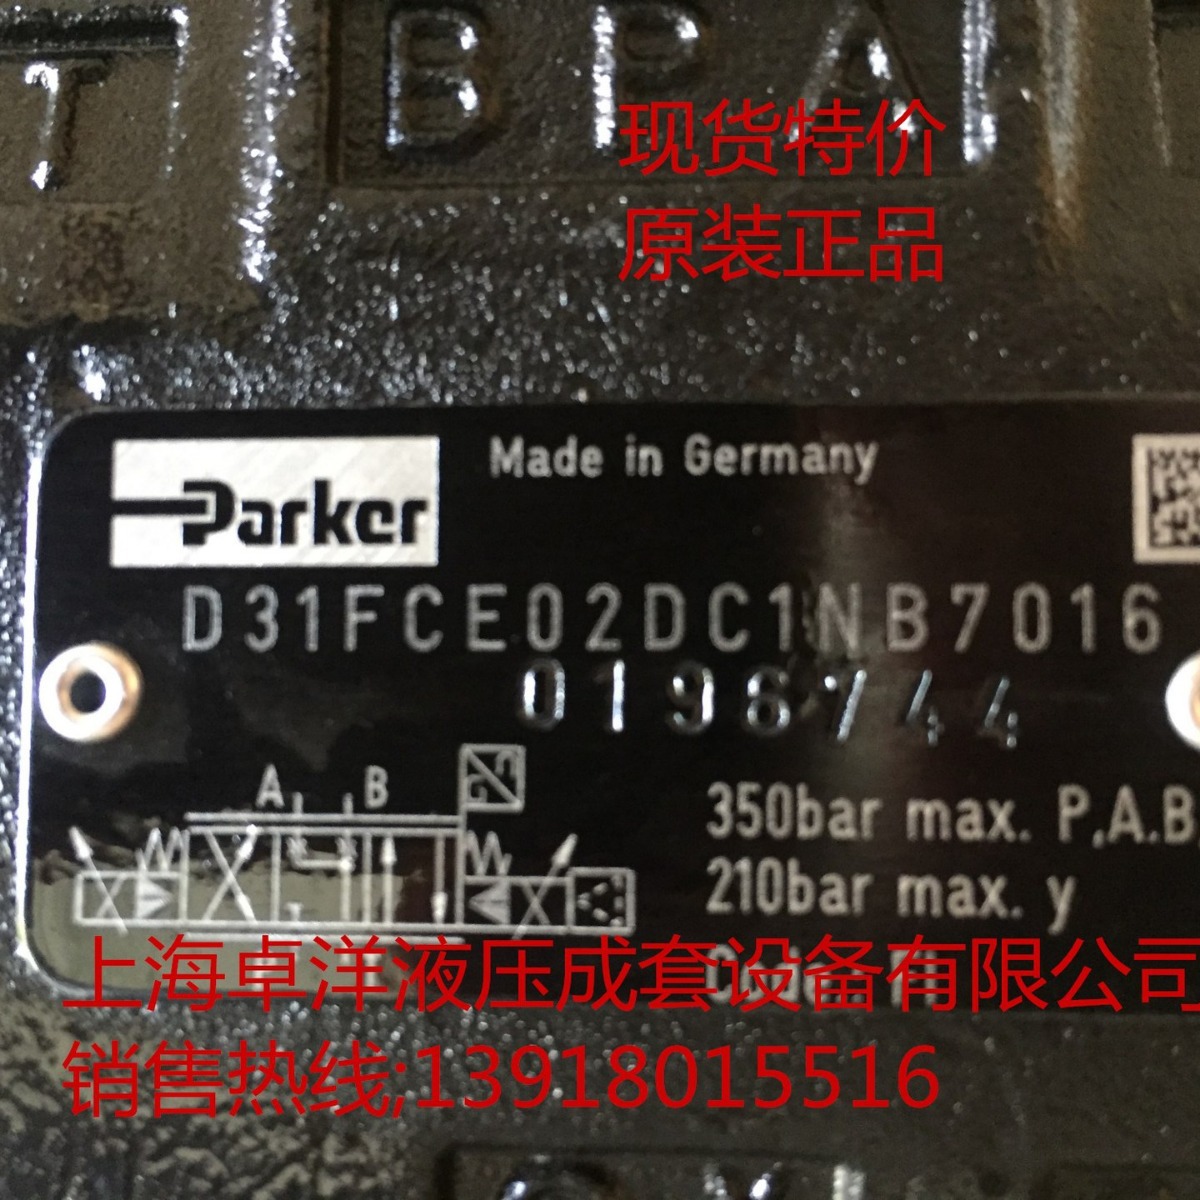 T B P A
现货特价
原装正品
Made in Germany
Parker
D31FCE02DC1NB7016
0196744
A B
350bar max. P,A,B,
210bar max. y
上海卓洋液压成套设备有限公司
销售热线;13918015516